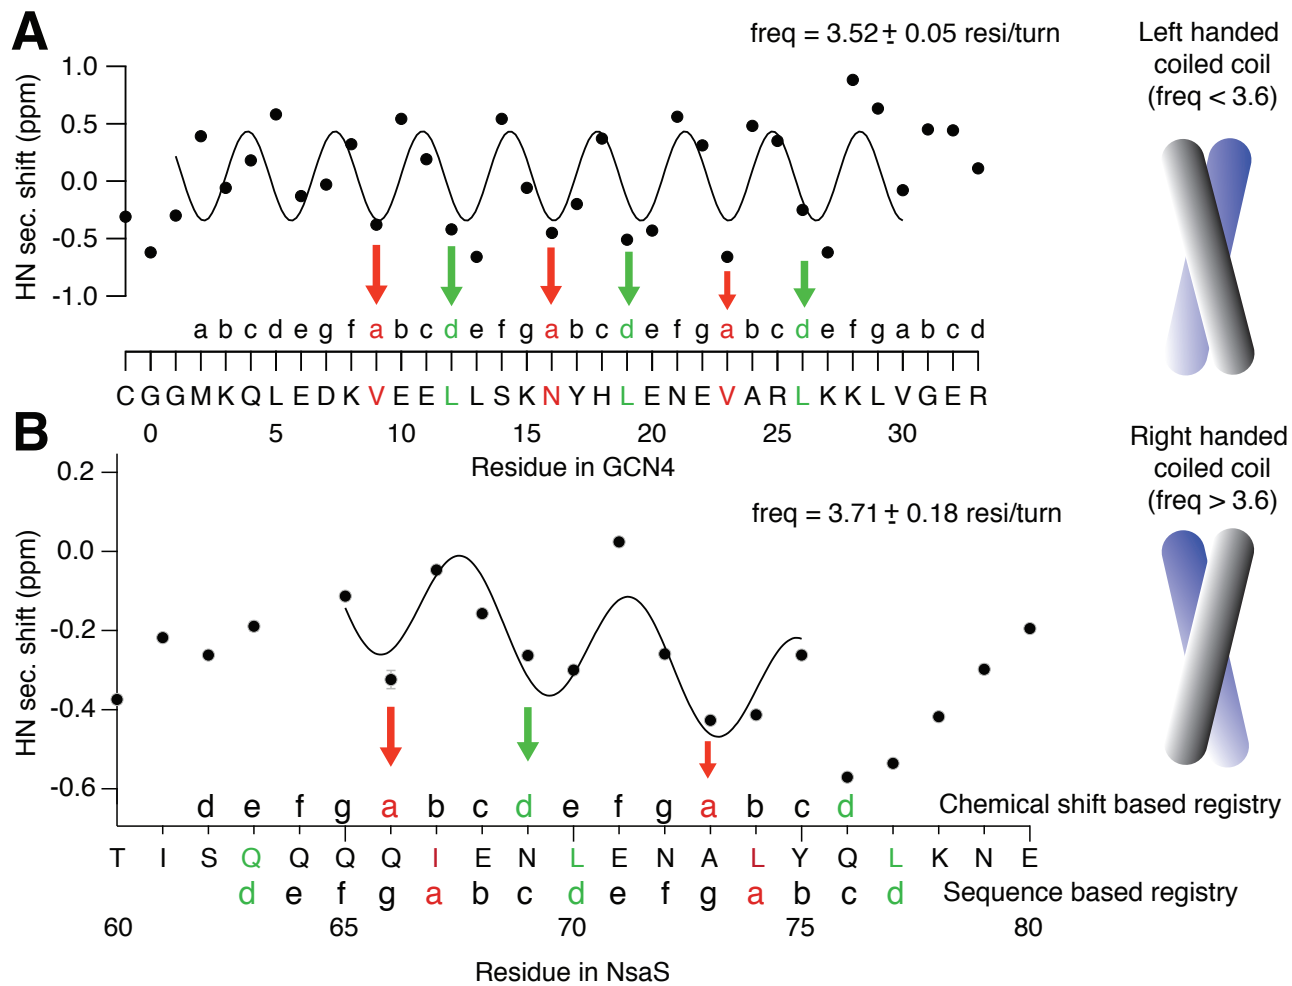 A
freq = 3.52 ± 0.05 resi/turn
Left handed
coiled coil
(freq < 3.6)
HN sec. shift (ppm)
1.0
0.5
0.0
-0.5
-1.0
a b c d e g f a b c d e f g a b c d e f g a b c d e f g a b c d
C G G M K Q L E D K V E E L L S K N Y H L E N E V A R L K K L V G E R
0 5 10 15 20 25 30
Residue in GCN4
B
freq = 3.71 ± 0.18 resi/turn
Right handed
coiled coil
(freq > 3.6)
HN sec. shift (ppm)
0.2
0.0
-0.2
-0.4
-0.6
d e f g a b c d e f g a b c d
Chemical shift based registry
T I S Q Q Q Q I E N L E N A L Y Q L K N E
d e f g a b c d e f g a b c d
Sequence based registry
60 65 70 75 80
Residue in NsaS